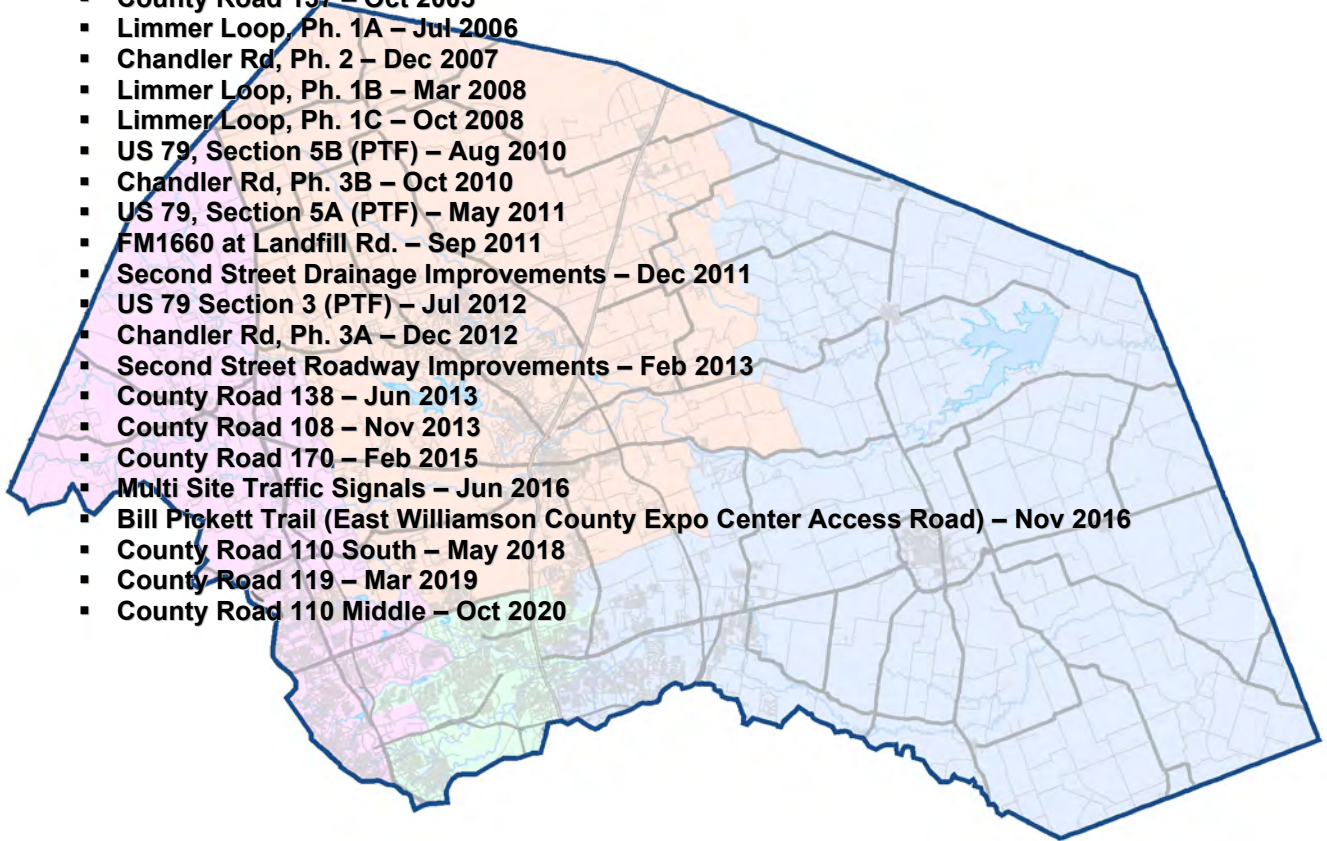 ▪ County Road 137 – Oct 2005
▪ Limmer Loop, Ph. 1A – Jul 2006
▪ Chandler Rd, Ph. 2 – Dec 2007
▪ Limmer Loop, Ph. 1B – Mar 2008
▪ Limmer Loop, Ph. 1C – Oct 2008
▪ US 79, Section 5B (PTF) – Aug 2010
▪ Chandler Rd, Ph. 3B – Oct 2010
▪ US 79, Section 5A (PTF) – May 2011
▪ FM1660 at Landfill Rd. – Sep 2011
▪ Second Street Drainage Improvements – Dec 2011
▪ US 79 Section 3 (PTF) – Jul 2012
▪ Chandler Rd, Ph. 3A – Dec 2012
▪ Second Street Roadway Improvements – Feb 2013
▪ County Road 138 – Jun 2013
▪ County Road 108 – Nov 2013
▪ County Road 170 – Feb 2015
▪ Multi Site Traffic Signals – Jun 2016
▪ Bill Pickett Trail (East Williamson County Expo Center Access Road) – Nov 2016
▪ County Road 110 South – May 2018
▪ County Road 119 – Mar 2019
▪ County Road 110 Middle – Oct 2020